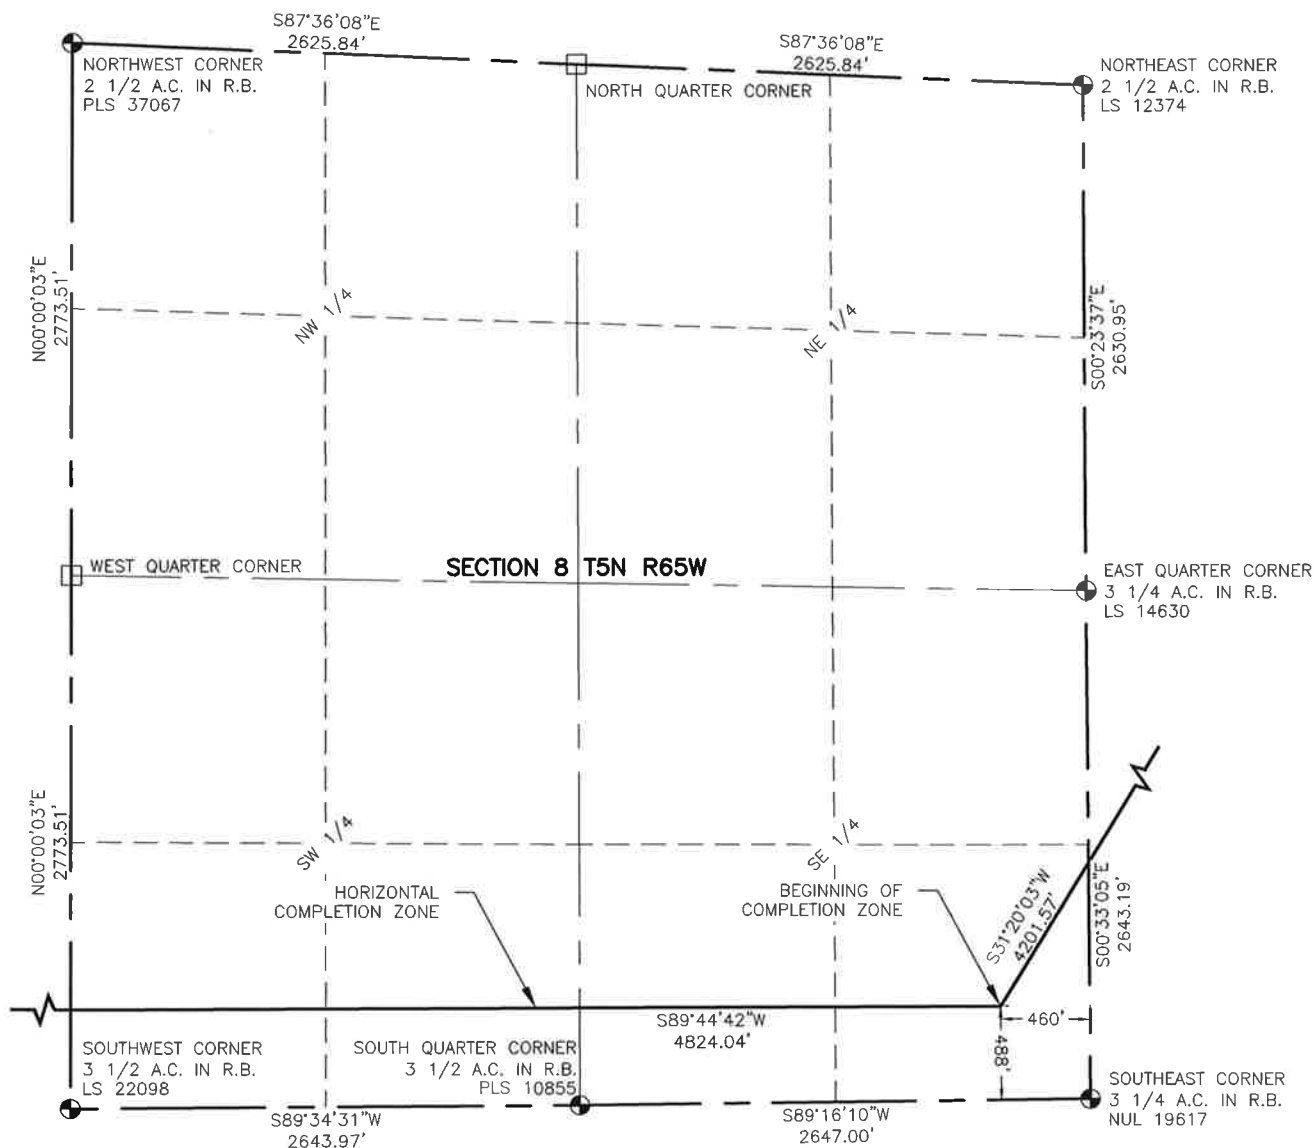 S87°36'08"E
2625.84'
S87°36'08"E
2625.84'
NORTHWEST CORNER
2 1/2 A.C. IN R.B.
PLS 37067
NORTH QUARTER CORNER
NORTHEAST CORNER
2 1/2 A.C. IN R.B.
LS 12374
N00°00'03"E
2773.51'
NW 1/4
NE 1/4
S00°23'37"E
2630.95'
WEST QUARTER CORNER
SECTION 8 T5N R65W
EAST QUARTER CORNER
3 1/4 A.C. IN R.B.
LS 14630
N00°00'03"E
2773.51'
SW 1/4
SE 1/4
HORIZONTAL
COMPLETION ZONE
BEGINNING OF
COMPLETION ZONE
S31°20'03"W
4201.57'
S00°33'05"E
2643.19'
S89°44'42"W
4824.04'
460'
488'
SOUTHWEST CORNER
3 1/2 A.C. IN R.B.
LS 22098
SOUTH QUARTER CORNER
3 1/2 A.C. IN R.B.
PLS 10855
SOUTHEAST CORNER
3 1/4 A.C. IN R.B.
NUL 19617
S89°34'31"W
2643.97'
S89°16'10"W
2647.00'